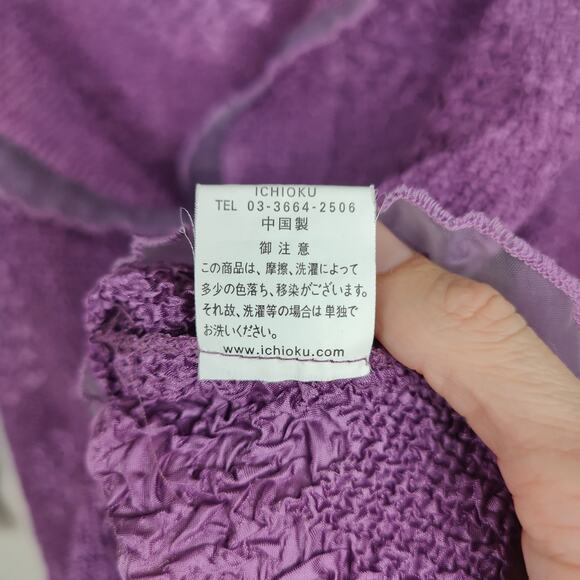 ICHIOKU
TEL 03-3664-2506
中国製
御注意
この商品は、摩擦、洗濯によって
多少の色落ち、移染がございます。
それ故、洗濯等の場合は単独で
お洗いください。
www.ichioku.com